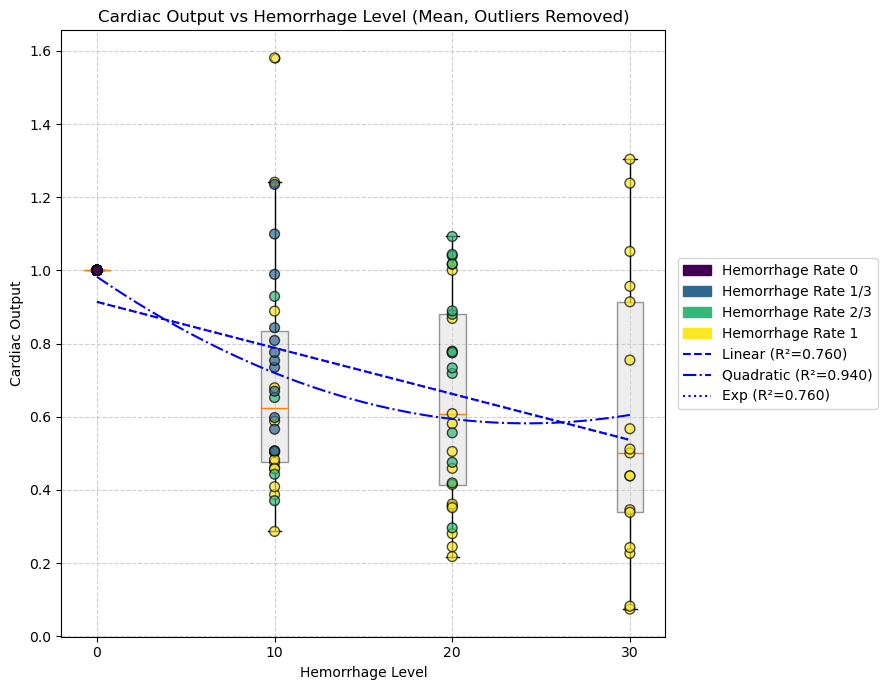 Cardiac Output vs Hemorrhage Level (Mean, Outliers Removed)
Cardiac Output
1.6
1.4
1.2
1.0
0.8
0.6
0.4
0.2
0.0
0 10 20 30
Hemorrhage Level
Hemorrhage Rate 0
Hemorrhage Rate 1/3
Hemorrhage Rate 2/3
Hemorrhage Rate 1
Linear (R²=0.760)
Quadratic (R²=0.940)
Exp (R²=0.760)